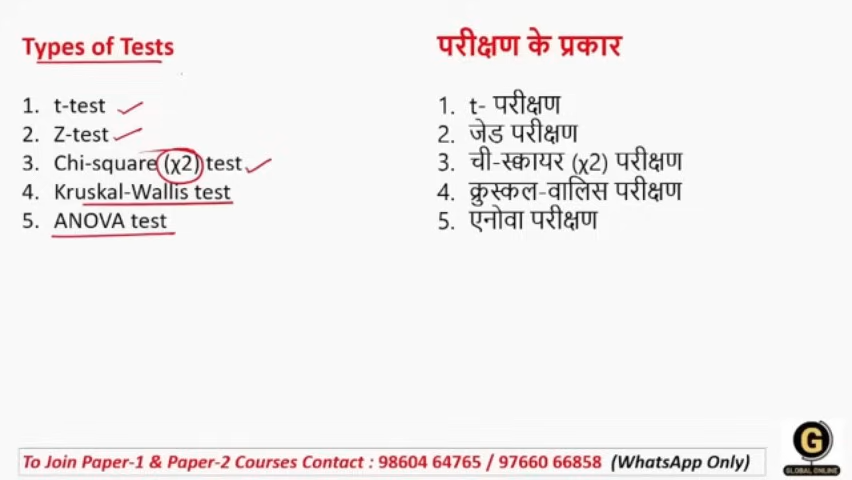 Types of Tests
1. t-test
2. Z-test
3. Chi-square (χ2) test
4. Kruskal-Wallis test
5. ANOVA test
परीक्षण के प्रकार
1. t- परीक्षण
2. जेड परीक्षण
3. ची-स्क्वायर (χ2) परीक्षण
4. क्रुस्कल-वालिस परीक्षण
5. एनोवा परीक्षण
G
GLOBAL ONLINE
To Join Paper-1 & Paper-2 Courses Contact : 98604 64765 / 97660 66858 (WhatsApp Only)